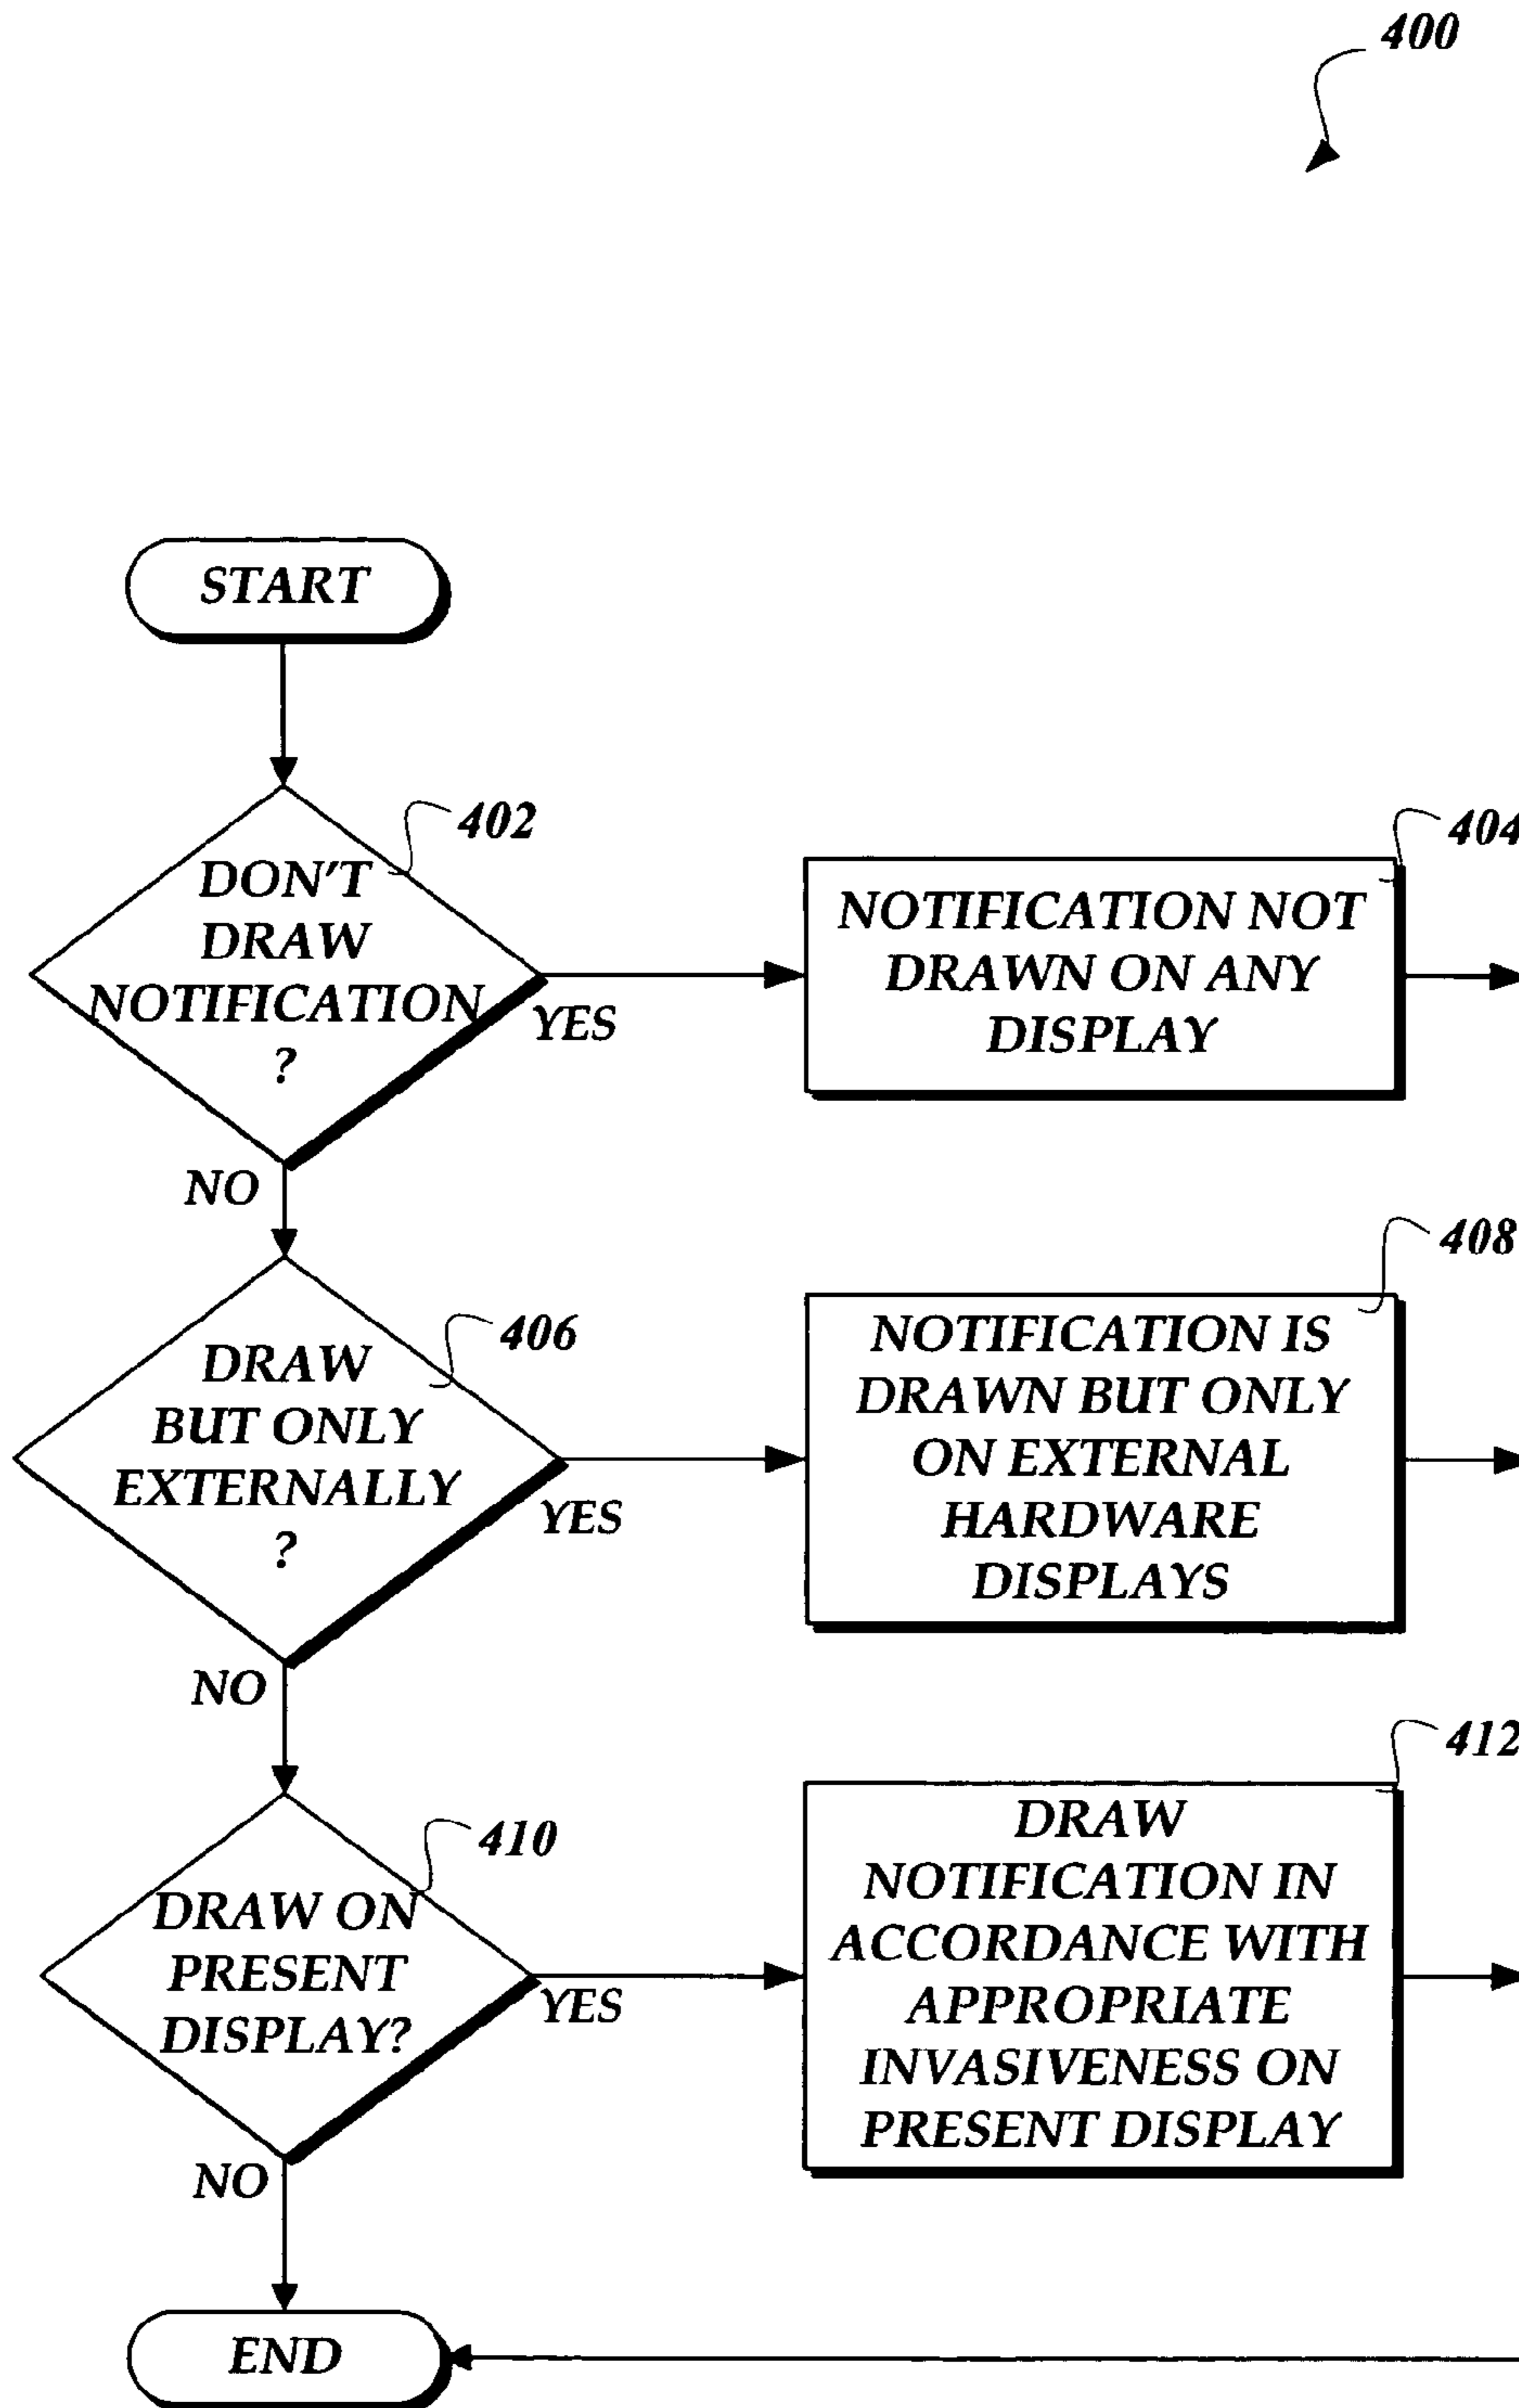 400
START
402
DON'T
DRAW
NOTIFICATION
?
YES
NO
404
NOTIFICATION NOT
DRAWN ON ANY
DISPLAY
406
DRAW
BUT ONLY
EXTERNALLY
?
YES
NO
408
NOTIFICATION IS
DRAWN BUT ONLY
ON EXTERNAL
HARDWARE
DISPLAYS
410
DRAW ON
PRESENT
DISPLAY?
YES
NO
412
DRAW
NOTIFICATION IN
ACCORDANCE WITH
APPROPRIATE
INVASIVENESS ON
PRESENT DISPLAY
END